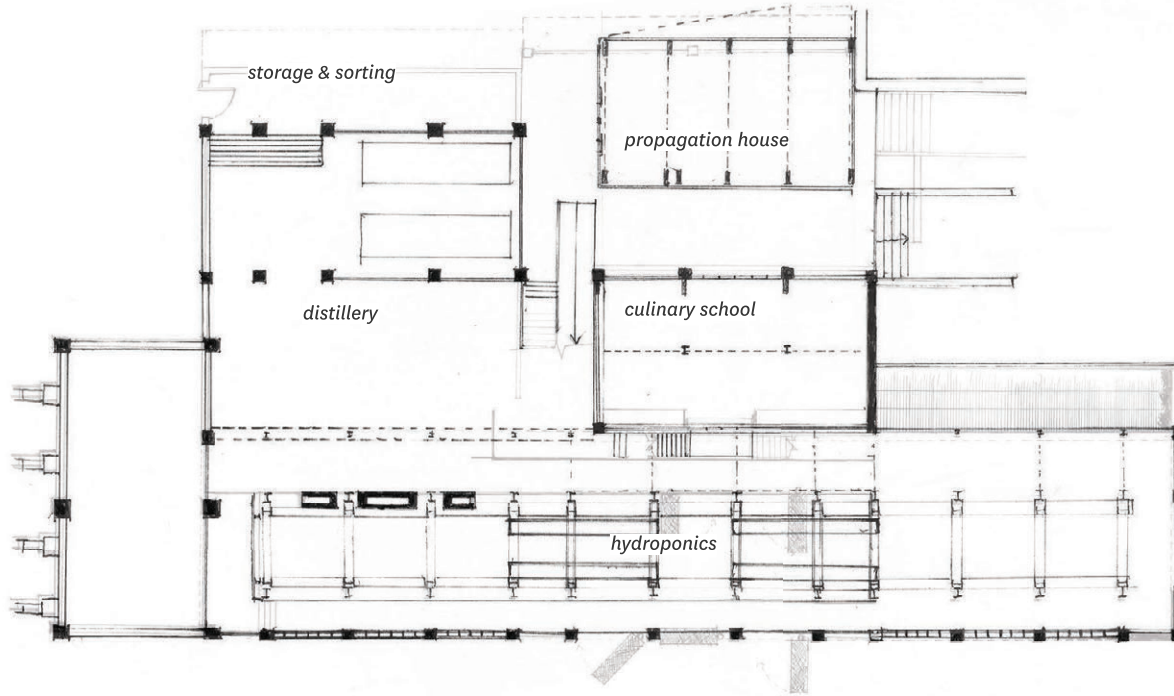 storage & sorting
propagation house
distillery
culinary school
hydroponics